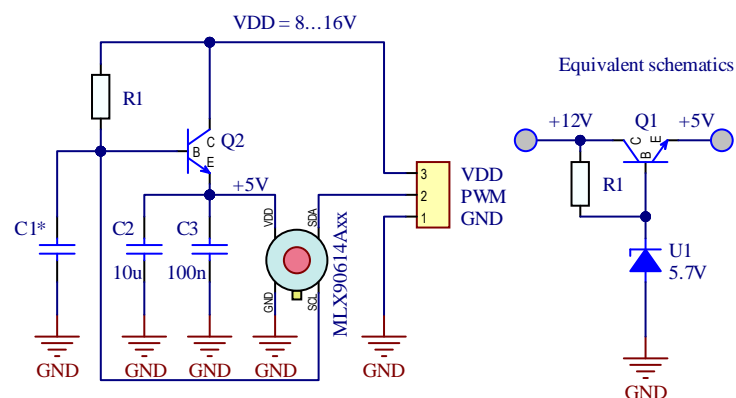 VDD = 8...16V
R1
C
B
E
Q2
+5V
C1*
C2
10u
C3
100n
VDD
SDA
GND
SCL
MLX90614Axx
3
2
1
VDD
PWM
GND
GND
GND
GND
GND
GND
Equivalent schematics
+12V
Q1
+5V
C
B
E
R1
U1
5.7V
GND